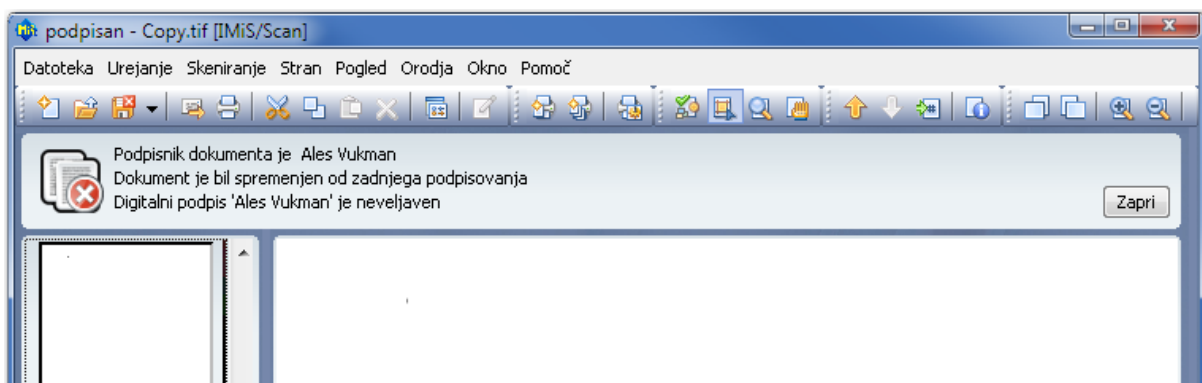 podpisan - Copy.tif [IMiS/Scan]
Datoteka Urejanje Skeniranje Stran Pogled Orodja Okno Pomoč
Podpisnik dokumenta je Ales Vukman
Dokument je bil spremenjen od zadnjega podpisovanja
Digitalni podpis 'Ales Vukman' je neveljaven
Zapri